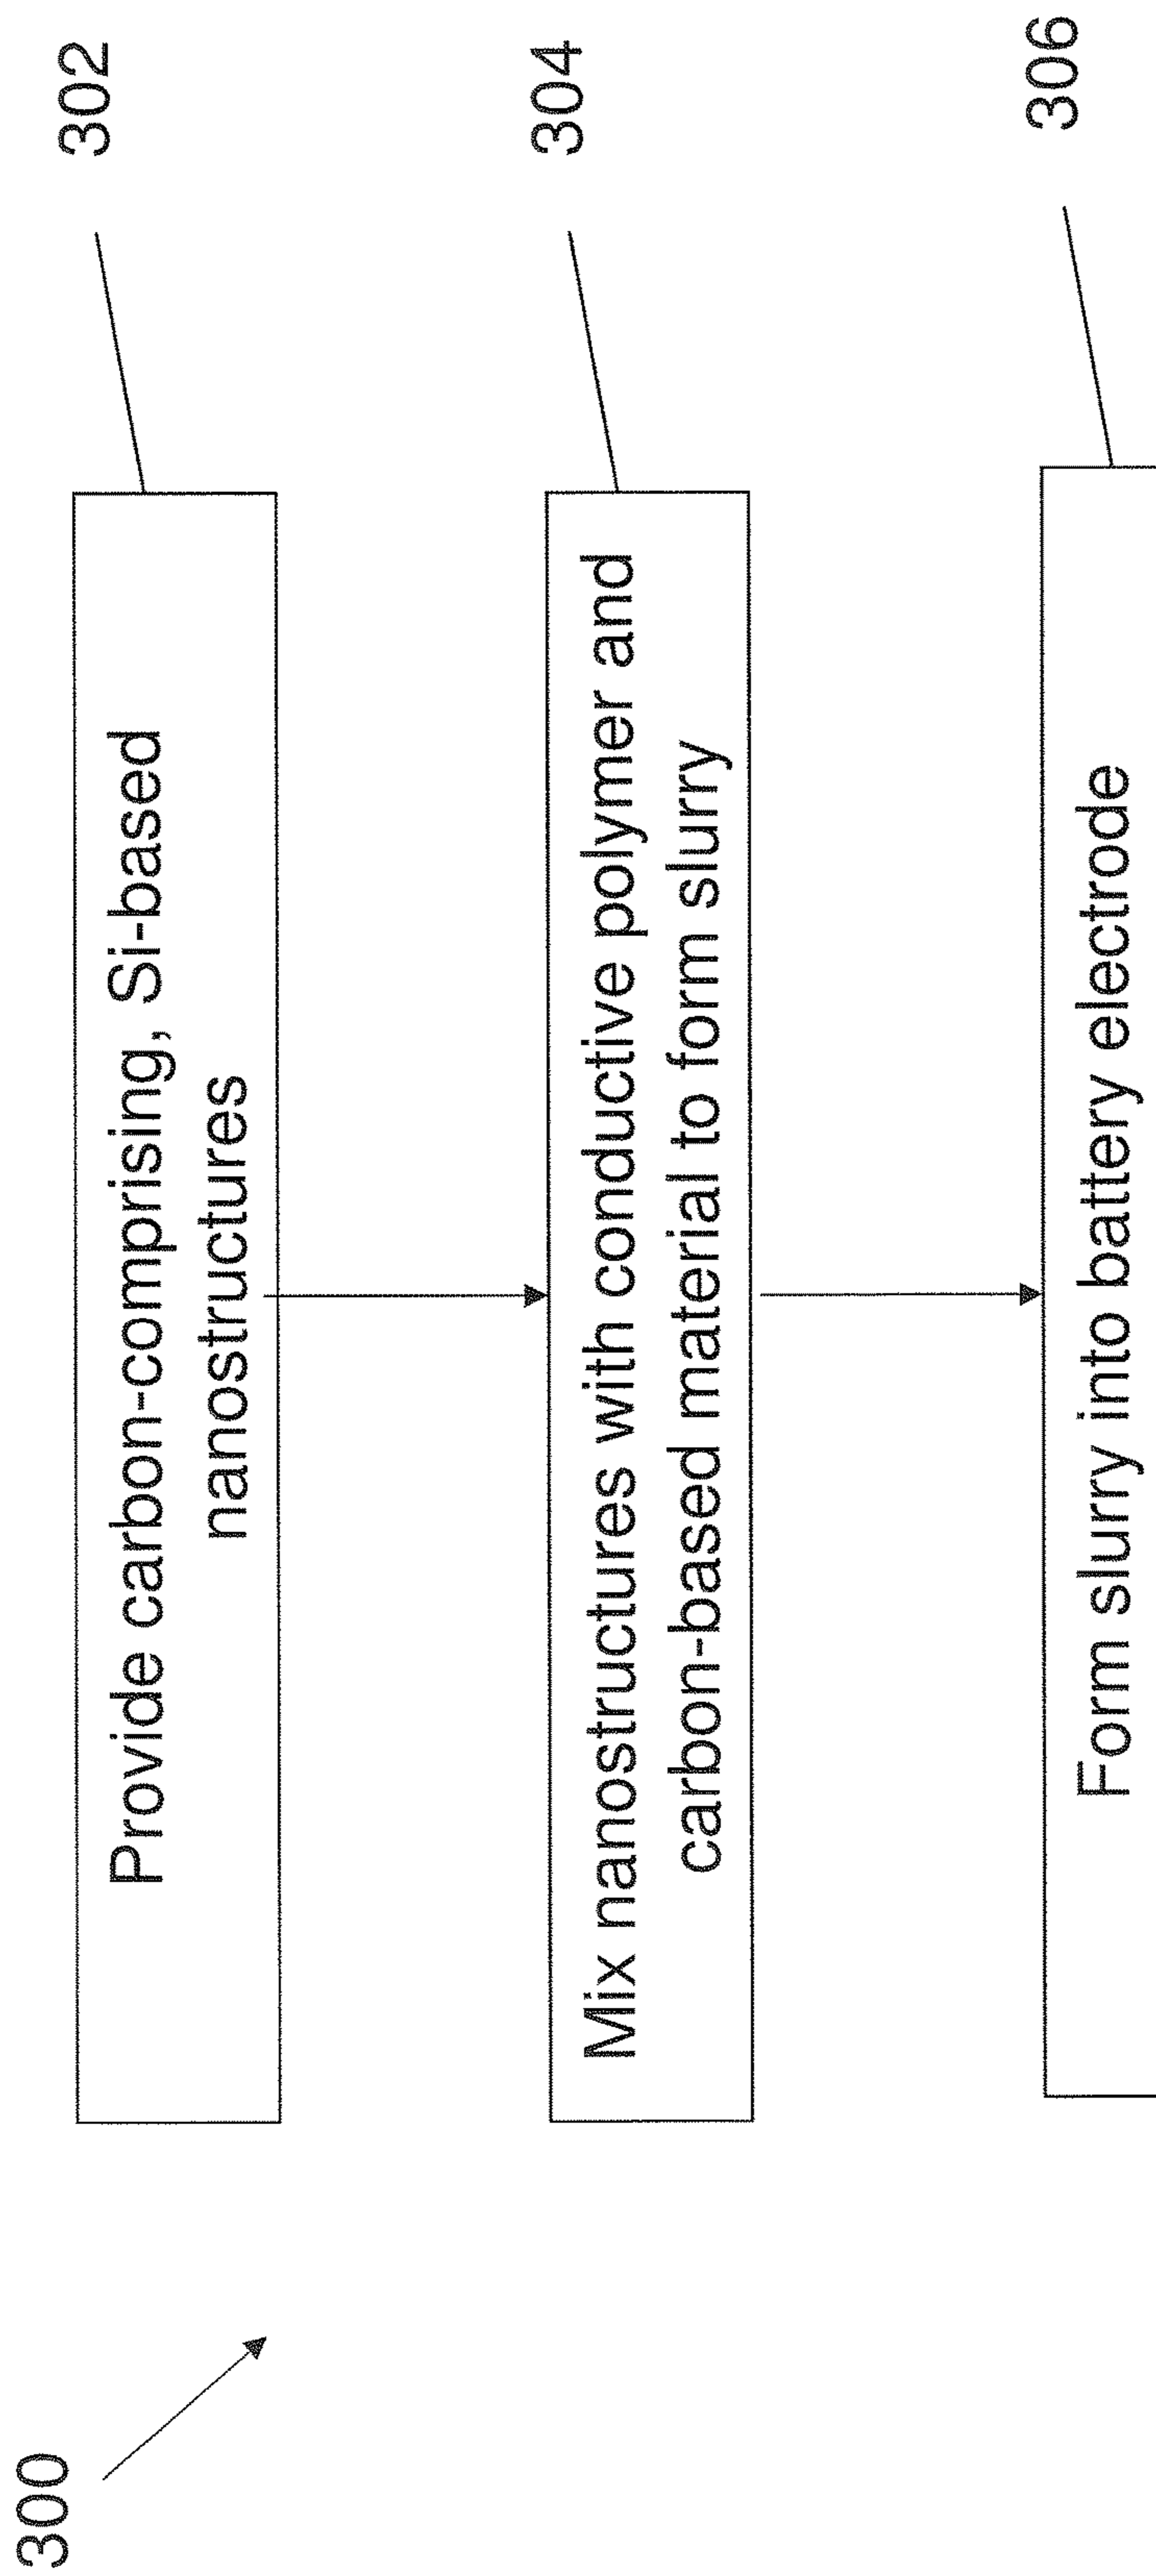 300
302
Provide carbon-comprising, Si-based
nanostructures
304
Mix nanostructures with conductive polymer and
carbon-based material to form slurry
306
Form slurry into battery electrode